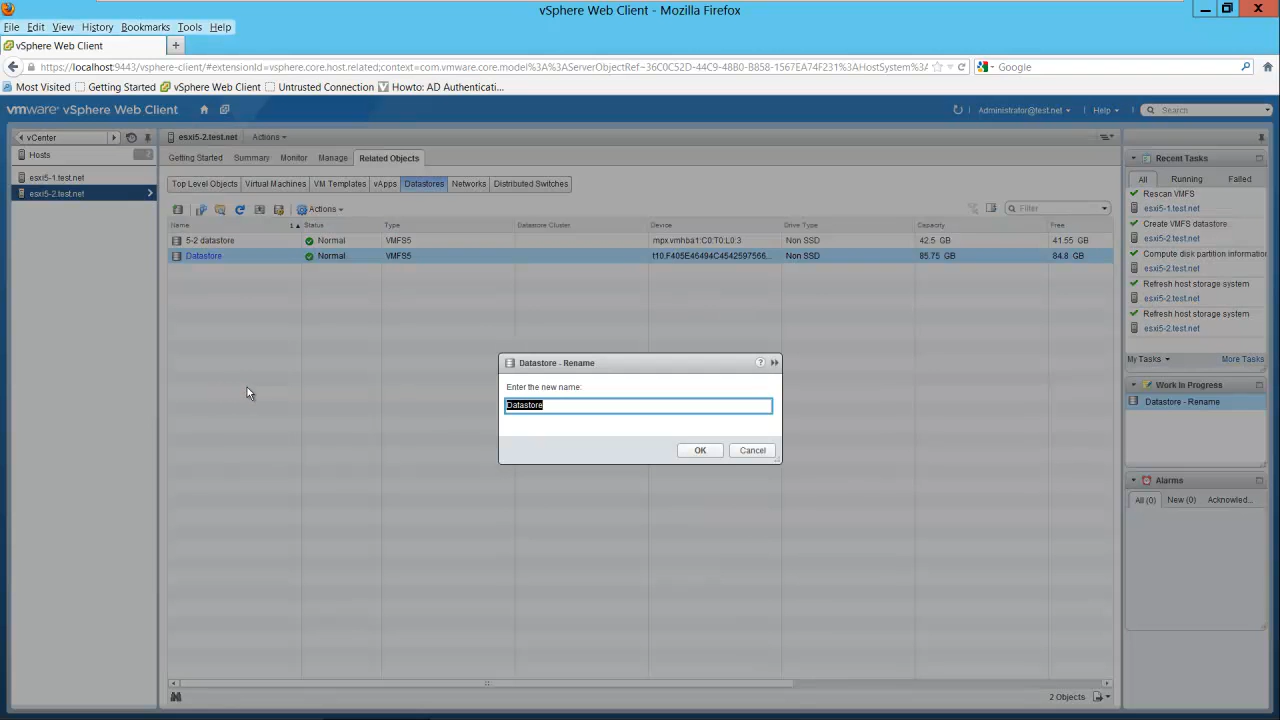 vSphere Web Client - Mozilla Firefox
File Edit View History Bookmarks Tools Help
vSphere Web Client
https://localhost:9443/vsphere-client/#extensionId=vsphere.core.host.related;context=com.vmware.core.model%3A%3AServerObjectRef~36C0C52D-44C9-48B0-B858-1567EA74F231%3AHostSystem%
Google
Most Visited Getting Started vSphere Web Client Untrusted Connection Howto: AD Authenticati...
vmware vSphere Web Client
Administrator@test.net Help Search
vCenter
Hosts 2
esxi5-1.test.net
esxi5-2.test.net
esxi5-2.test.net Actions
Getting Started Summary Monitor Manage Related Objects
Top Level Objects Virtual Machines VM Templates vApps Datastores Networks Distributed Switches
Actions Filter
Name 1 Status Type Datastore Cluster Device Drive Type Capacity Free
5-2 datastore Normal VMFS5 mpx.vmhba1:C0:T0:L0:3 Non SSD 42.5 GB 41.55 GB
Datastore Normal VMFS5 t10.F405E46494C4542597566... Non SSD 85.75 GB 84.8 GB
Datastore - Rename
Enter the new name:
Datastore
OK Cancel
2 Objects
Recent Tasks
All Running Failed
Rescan VMFS
esxi5-1.test.net
Create VMFS datastore
esxi5-2.test.net
Compute disk partition information
esxi5-2.test.net
Refresh host storage system
esxi5-2.test.net
Refresh host storage system
esxi5-2.test.net
My Tasks More Tasks
Work In Progress
Datastore - Rename
Alarms
All (0) New (0) Acknowled...